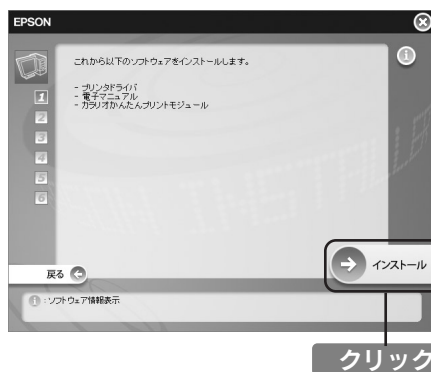 EPSON
これから以下のソフトウェアをインストールします。
- プリンタドライバ
- 電子マニュアル
- カラリオかんたんプリントモジュール
1
2
3
4
5
6
インストール
戻る
i : ソフトウェア情報表示
クリック